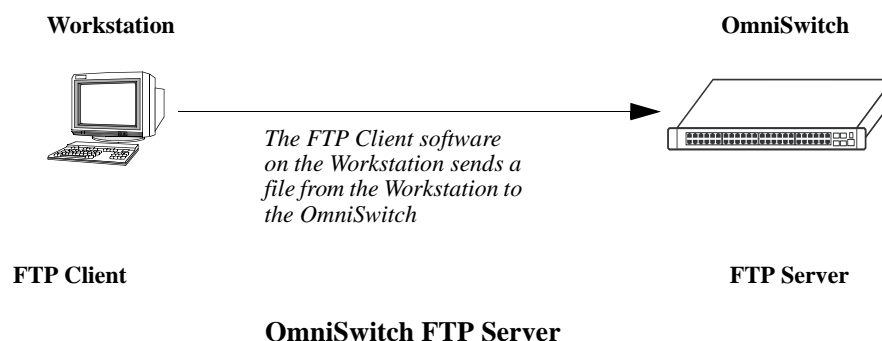 Workstation
OmniSwitch
The FTP Client software
on the Workstation sends a
file from the Workstation to
the OmniSwitch
FTP Client
FTP Server
OmniSwitch FTP Server